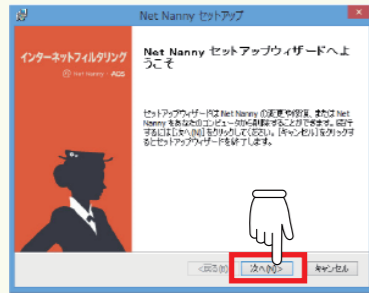 Net Nanny セットアップ
インターネットフィルタリング
Net Nanny セットアップウィザードへよ
うこそ
セットアップウィザードは Net Nanny の変更や修復、または Net
Nanny をあなたのコンピュータから削除することができます。続行
するには [次へ(N)] をクリックしてください。[キャンセル] をクリックす
るとセットアップウィザードを終了します。
<戻る(B)
次へ(N)>
キャンセル